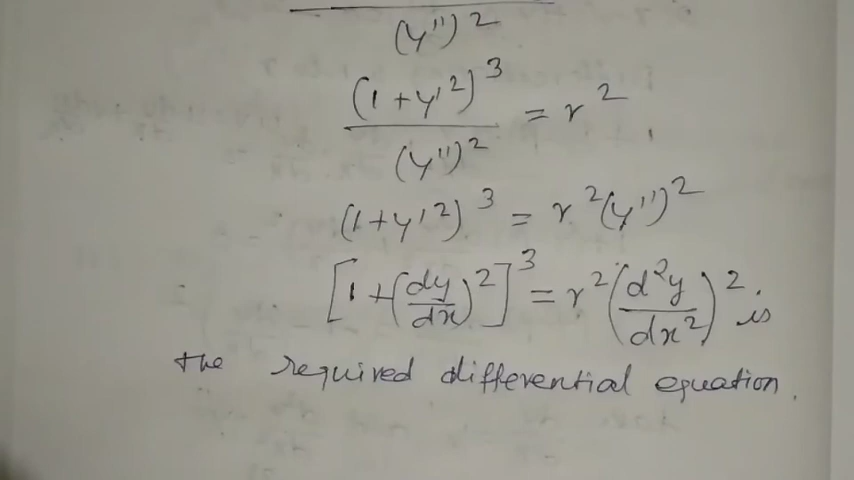 (y'')²
(1 + y'²)³ / (y'')² = r²
(1 + y'²)³ = r²(y'')²
[1 + (dy/dx)²]³ = r²(d²y/dx²)². is
the required differential equation.